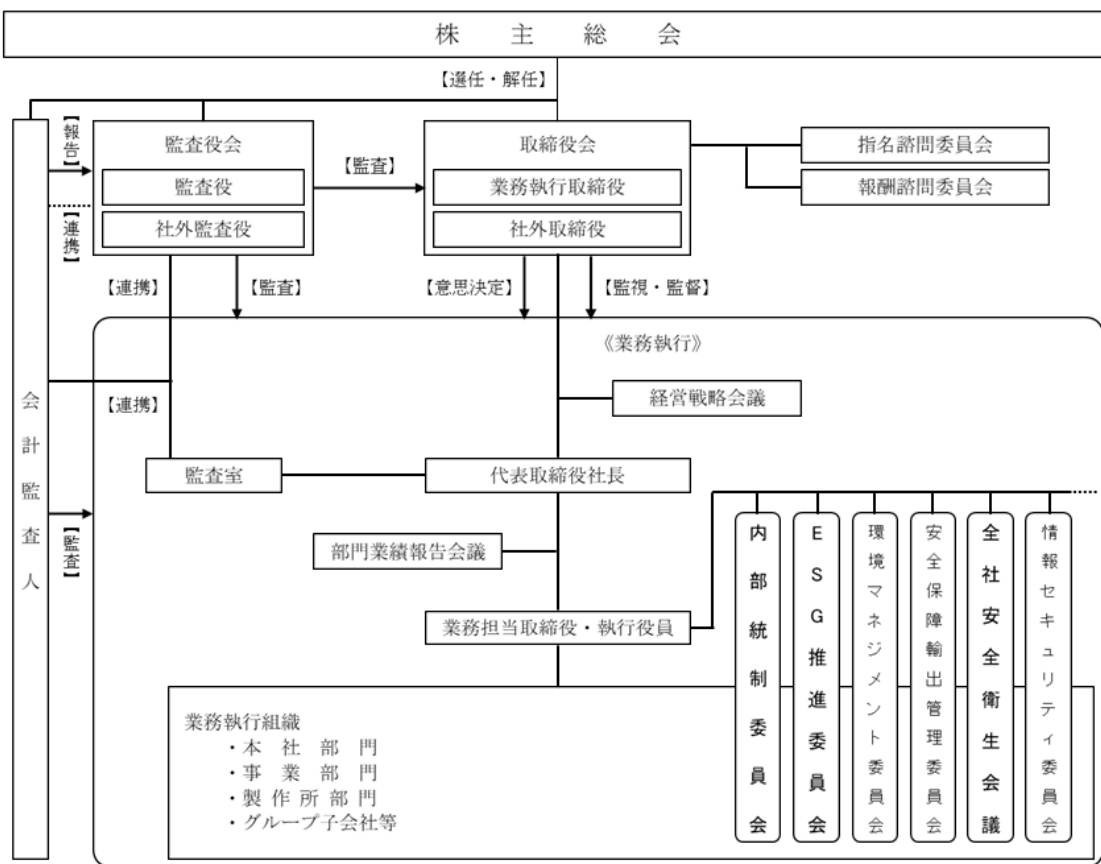 株主総会
【選任・解任】
【報告】
監査役会
監査役
社外監査役
【監査】
取締役会
業務執行取締役
社外取締役
指名諮問委員会
報酬諮問委員会
【連携】
【連携】
【監査】
【意思決定】
【監視・監督】
《業務執行》
会計監査人
【連携】
経営戦略会議
監査室
代表取締役社長
【監査】
部門業績報告会議
業務担当取締役・執行役員
内部統制委員会
ESG推進委員会
環境マネジメント委員会
安全保障輸出管理委員会
全社安全衛生会議
情報セキュリティ委員会
業務執行組織
・本社部門
・事業部門
・製作所部門
・グループ子会社等